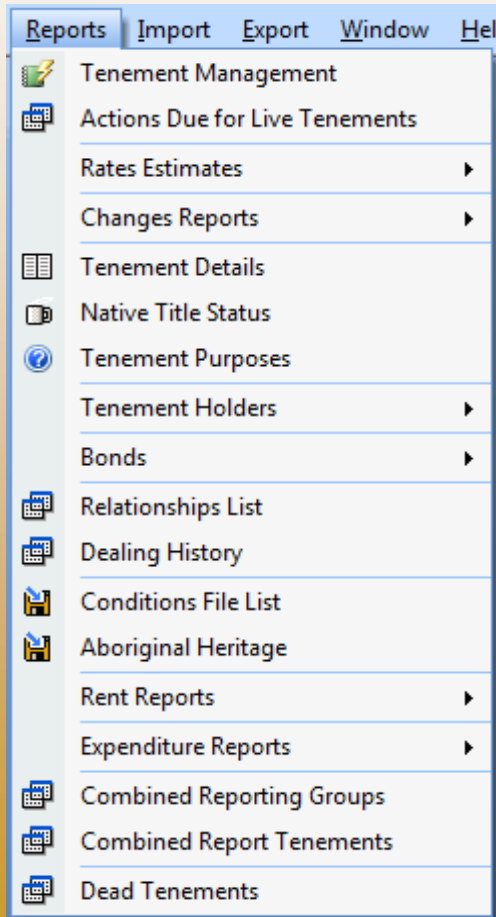 Reports Import Export Window Hel
Tenement Management
Actions Due for Live Tenements
Rates Estimates
Changes Reports
Tenement Details
Native Title Status
Tenement Purposes
Tenement Holders
Bonds
Relationships List
Dealing History
Conditions File List
Aboriginal Heritage
Rent Reports
Expenditure Reports
Combined Reporting Groups
Combined Report Tenements
Dead Tenements